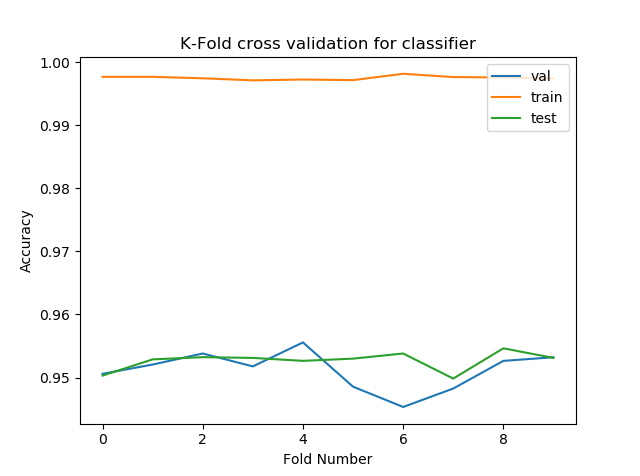 K-Fold cross validation for classifier
1.00
0.99
0.98
0.97
0.96
0.95
Accuracy
val
train
test
0 2 4 6 8
Fold Number